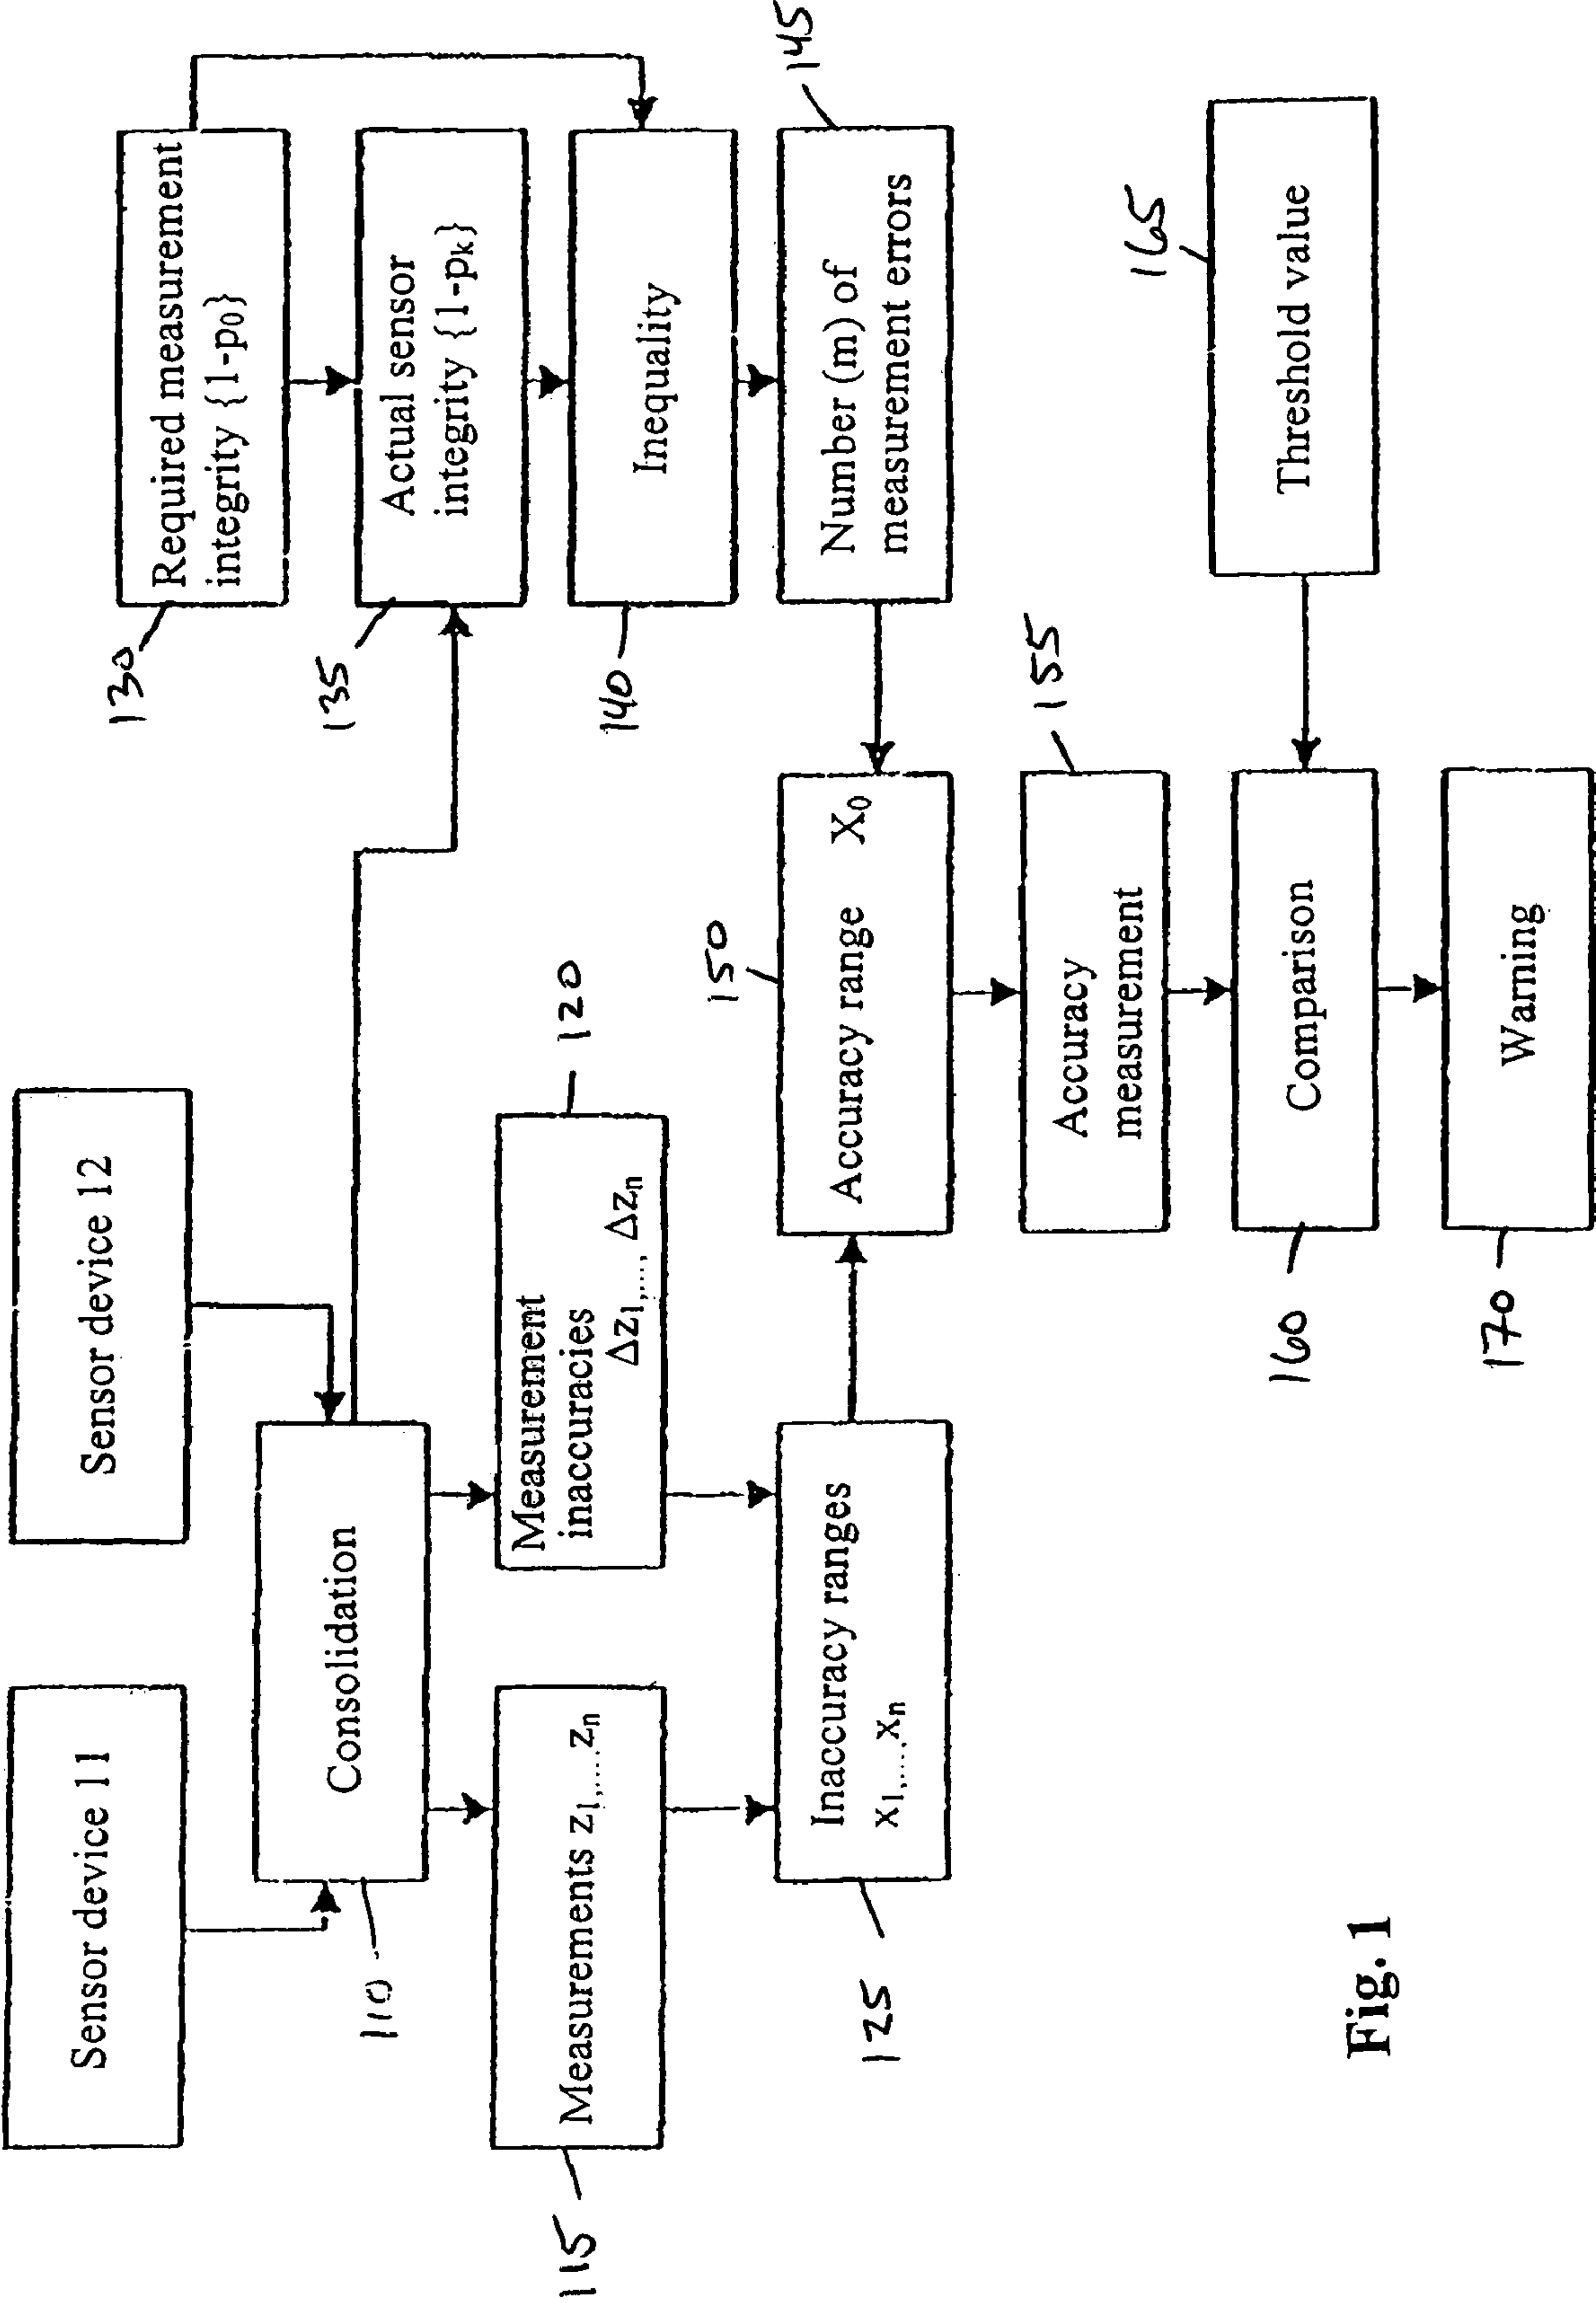 Sensor device 11
Sensor device 12
Consolidation
110
Measurements z1,....zn
115
Measurement
inaccuracies
Δz1,..., Δzn
120
Inaccuracy ranges
x1,....,xn
125
Required measurement
integrity {1-p0}
130
Actual sensor
integrity {1-pk}
135
Inequality
140
Number (m) of
measurement errors
145
Accuracy range X0
150
Accuracy
measurement
155
Comparison
160
Threshold value
165
Warning
170
Fig. 1